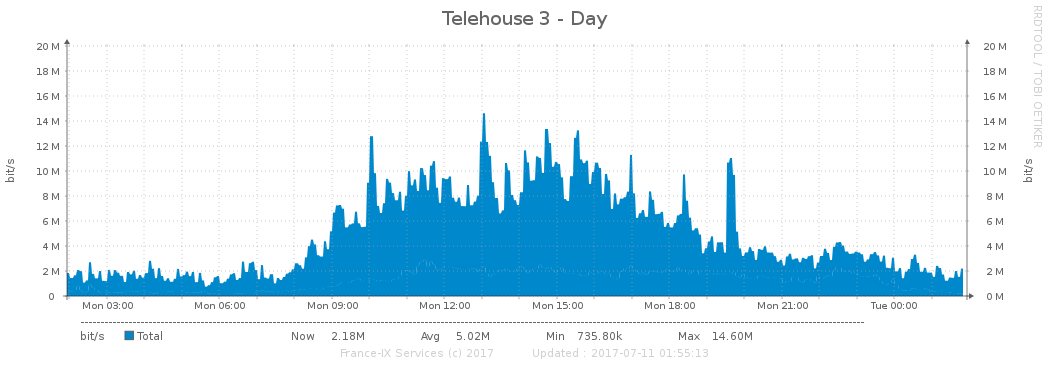 Telehouse 3 - Day
RRDTOOL / TOBI OETIKER
20 M 20 M
18 M 18 M
16 M 16 M
14 M 14 M
12 M 12 M
10 M 10 M
8 M 8 M
6 M 6 M
4 M 4 M
2 M 2 M
0 0 M
bit/s bit/s
Mon 03:00 Mon 06:00 Mon 09:00 Mon 12:00 Mon 15:00 Mon 18:00 Mon 21:00 Tue 00:00
bit/s Total Now 2.18M Avg 5.02M Min 735.80k Max 14.60M
France-IX Services (c) 2017 Updated : 2017-07-11 01:55:13